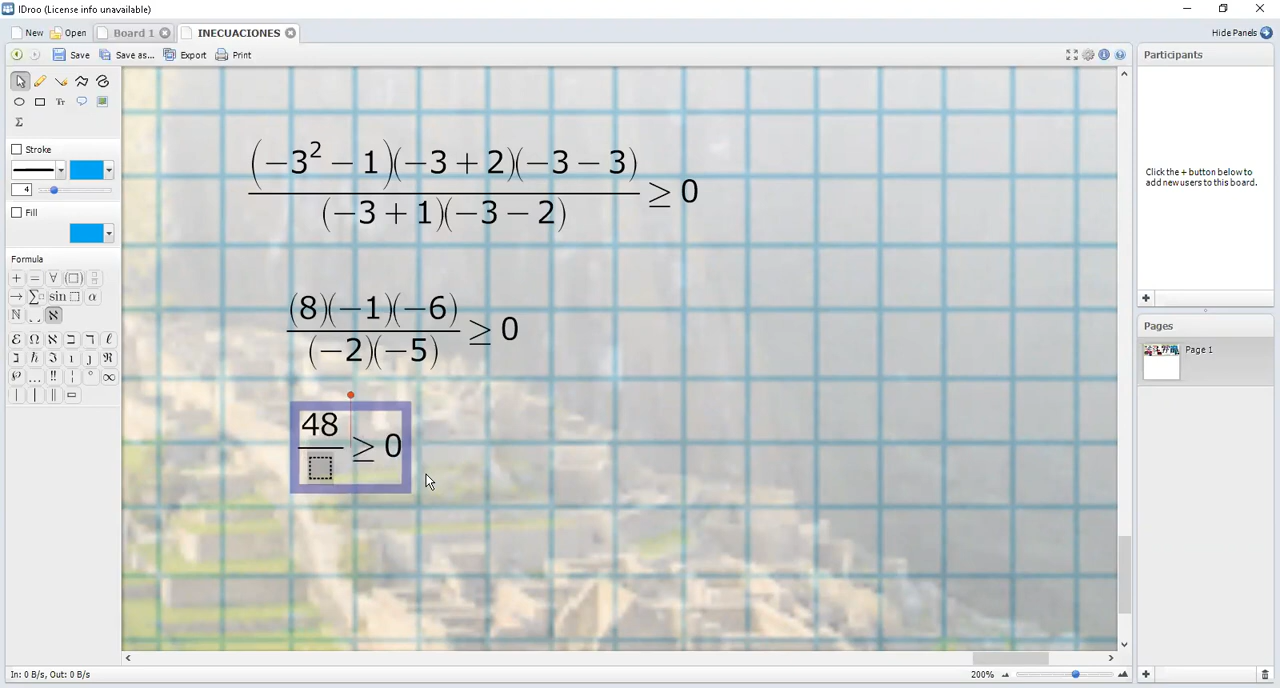 IDroo (License info unavailable)
New Open Board 1 INECUACIONES Hide Panels
Save Save as... Export Print
Participants
Click the + button below to
add new users to this board.
Tr
Σ
Stroke
4
Fill
Formula
+ = ∀ (□)
→ Σ sin □ α
ℕ ℵ
ℰ Ω ℵ ℶ ℸ ℓ
ℷ ℏ ℑ ı ȷ ℜ
℘ … !! ¦ ° ∞
(−3² − 1)(−3 + 2)(−3 − 3)
(−3 + 1)(−3 − 2)
≥ 0
(8)(−1)(−6)
(−2)(−5)
≥ 0
48
≥ 0
Pages
Page 1
In: 0 B/s, Out: 0 B/s
200%